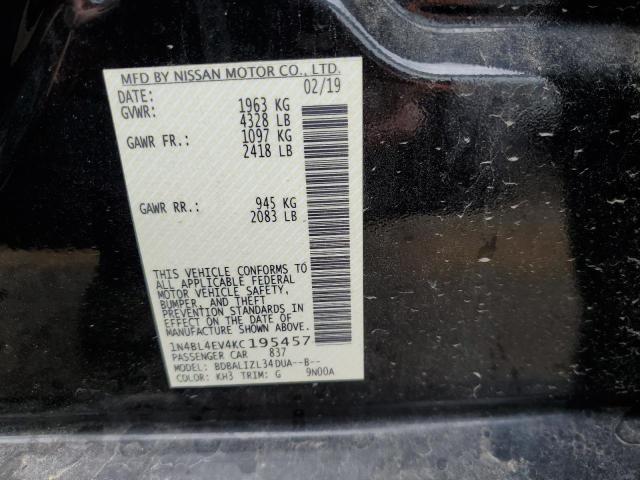 MFD BY NISSAN MOTOR CO., LTD.
DATE: 02/19
GVWR: 1963 KG
4328 LB
GAWR FR.: 1097 KG
2418 LB
GAWR RR.: 945 KG
2083 LB
THIS VEHICLE CONFORMS TO
ALL APPLICABLE FEDERAL
MOTOR VEHICLE SAFETY,
BUMPER, AND THEFT
PREVENTION STANDARDS IN
EFFECT ON THE DATE OF
MANUFACTURE SHOWN ABOVE.
1N4BL4EV4KC195457
PASSENGER CAR 837
MODEL: BDBALIZL34DUA--B--
COLOR: KH3 TRIM: G 9N00A